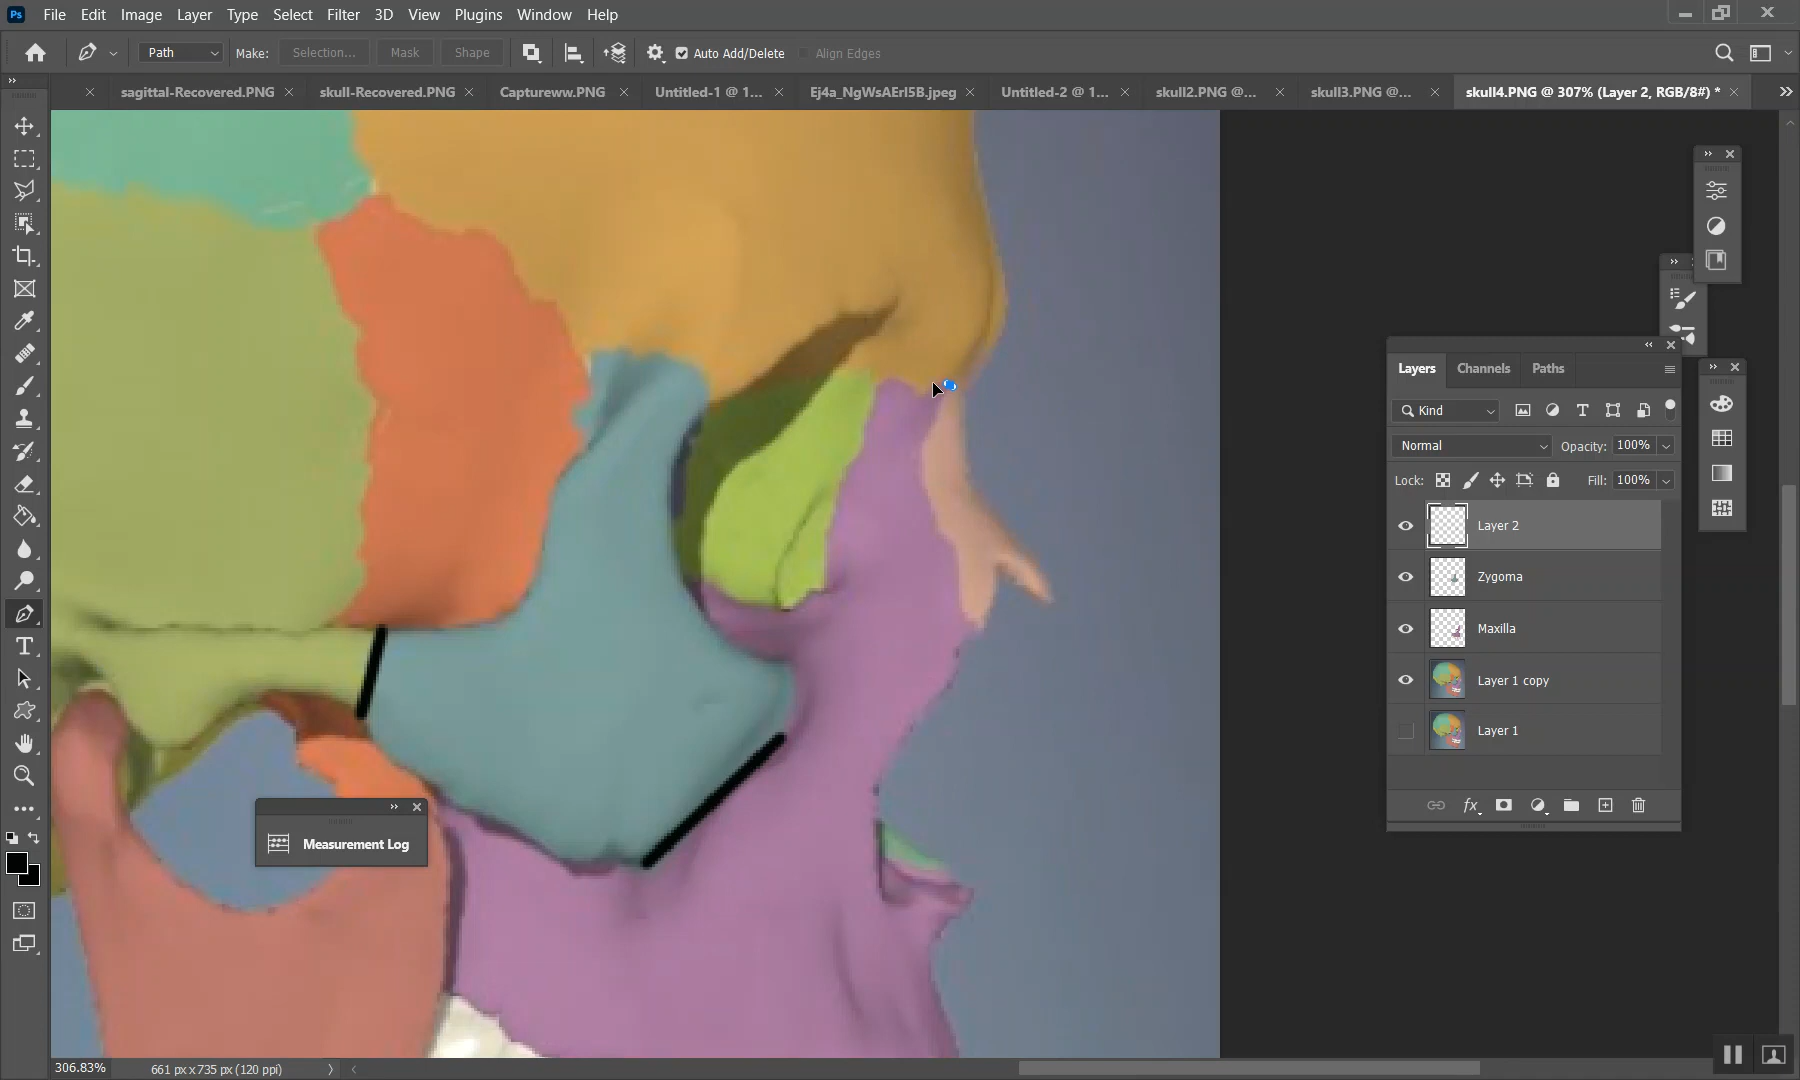 Ps File Edit Image Layer Type Select Filter 3D View Plugins Window Help
Path Make: Selection... Mask Shape Auto Add/Delete Align Edges
sagittal-Recovered.PNG skull-Recovered.PNG Captureww.PNG Untitled-1 @ 1... Ej4a_NgWsAErI5B.jpeg Untitled-2 @ 1... skull2.PNG @... skull3.PNG @... skull4.PNG @ 307% (Layer 2, RGB/8#) *
Layers Channels Paths
Kind
Normal Opacity: 100%
Lock: Fill: 100%
Layer 2
Zygoma
Maxilla
Layer 1 copy
Layer 1
Measurement Log
306.83% 661 px x 735 px (120 ppi)